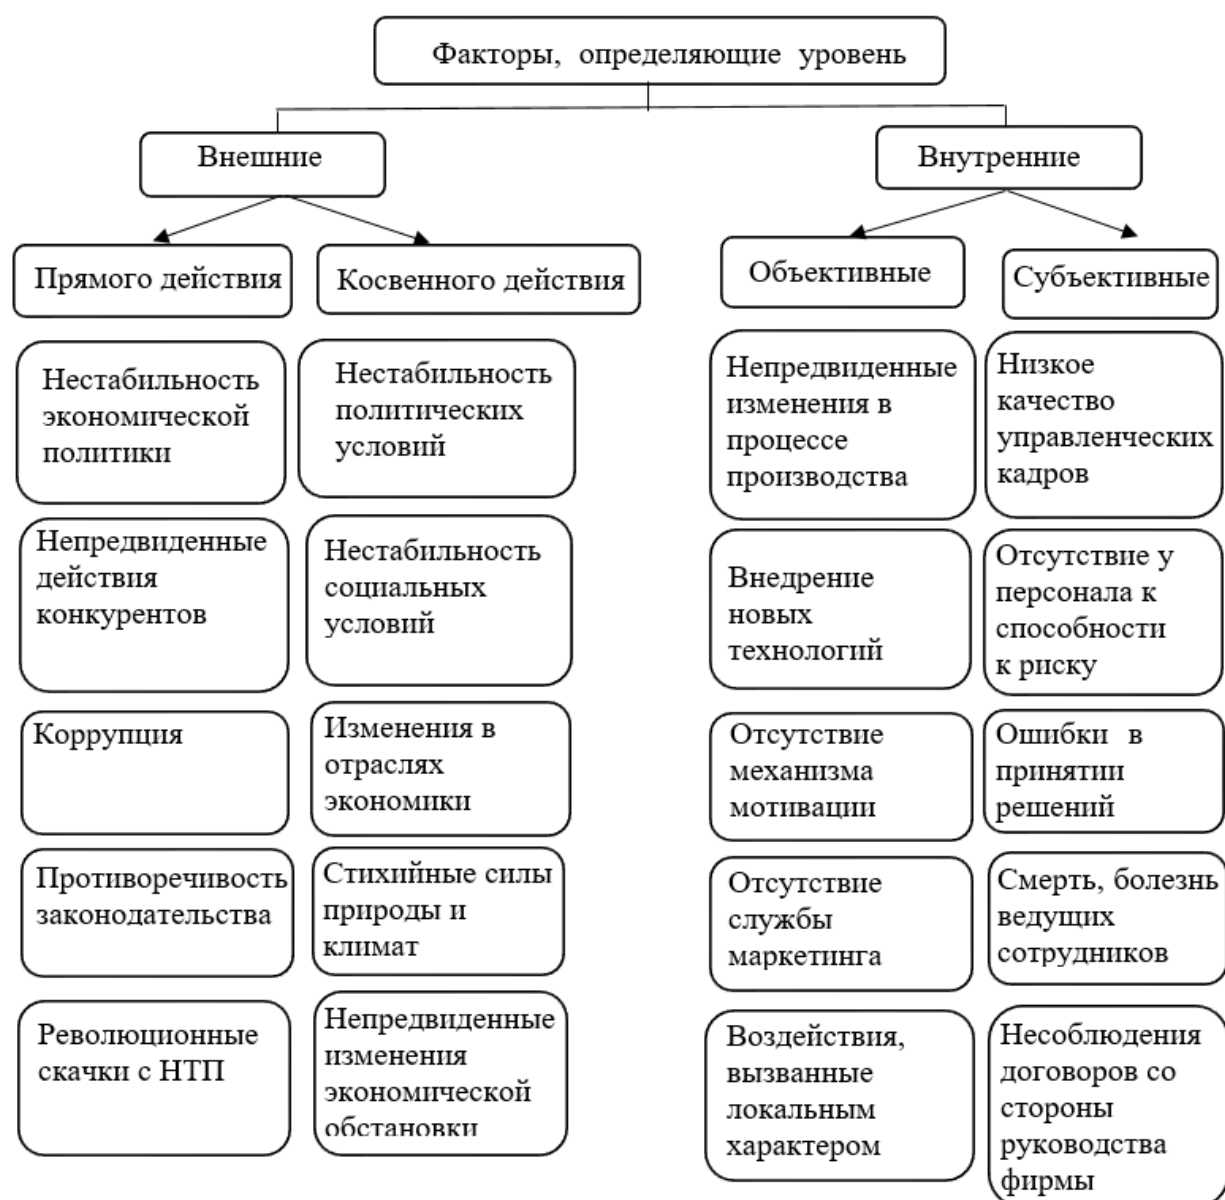 Факторы, определяющие уровень
Внешние
Внутренние
Прямого действия
Косвенного действия
Объективные
Субъективные
Нестабильность
экономической
политики
Непредвиденные
действия
конкурентов
Коррупция
Противоречивость
законодательства
Революционные
скачки с НТП
Нестабильность
политических
условий
Нестабильность
социальных
условий
Изменения в
отраслях
экономики
Стихийные силы
природы и
климат
Непредвиденные
изменения
экономической
обстановки
Непредвиденные
изменения в
процессе
производства
Внедрение
новых
технологий
Отсутствие
механизма
мотивации
Отсутствие
службы
маркетинга
Воздействия,
вызванные
локальным
характером
Низкое
качество
управленческих
кадров
Отсутствие у
персонала к
способности
к риску
Ошибки в
принятии
решений
Смерть, болезнь
ведущих
сотрудников
Несоблюдения
договоров со
стороны
руководства
фирмы